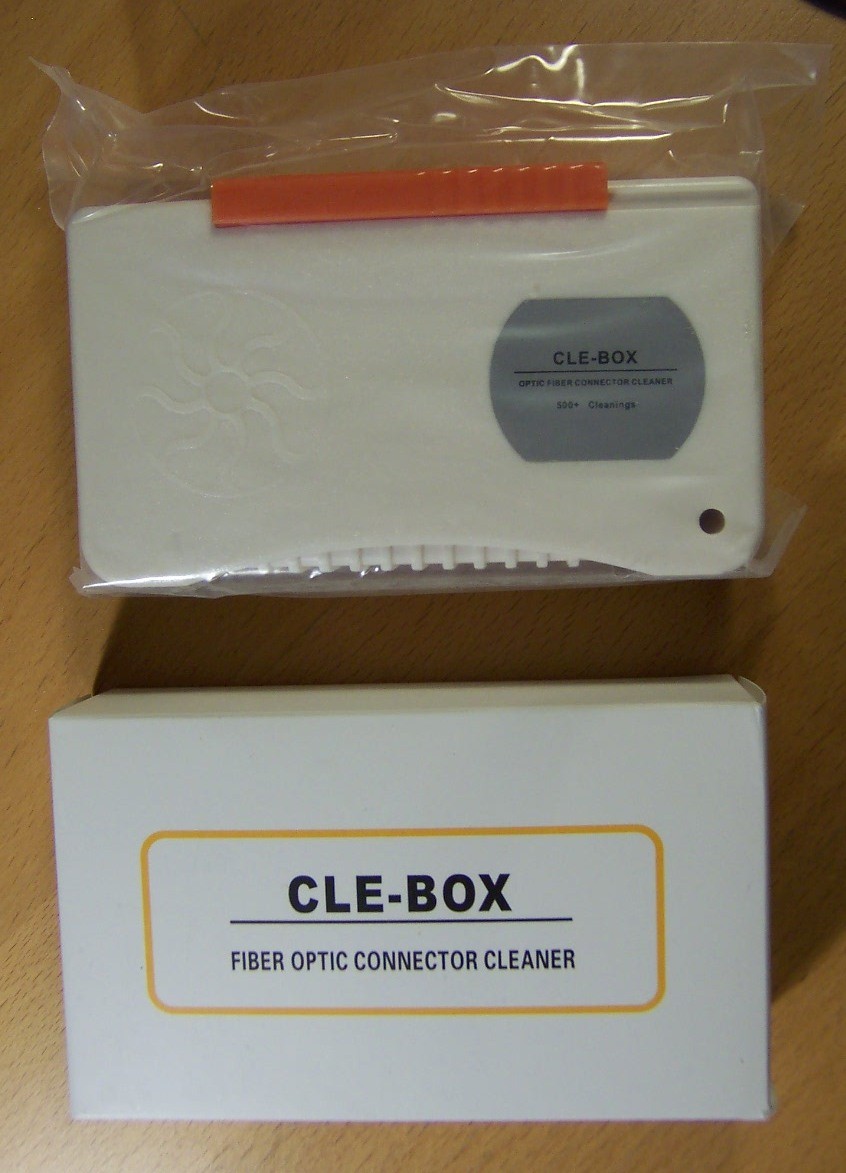 CLE-BOX
OPTIC FIBER CONNECTOR CLEANER
500+ Cleanings
CLE-BOX
FIBER OPTIC CONNECTOR CLEANER